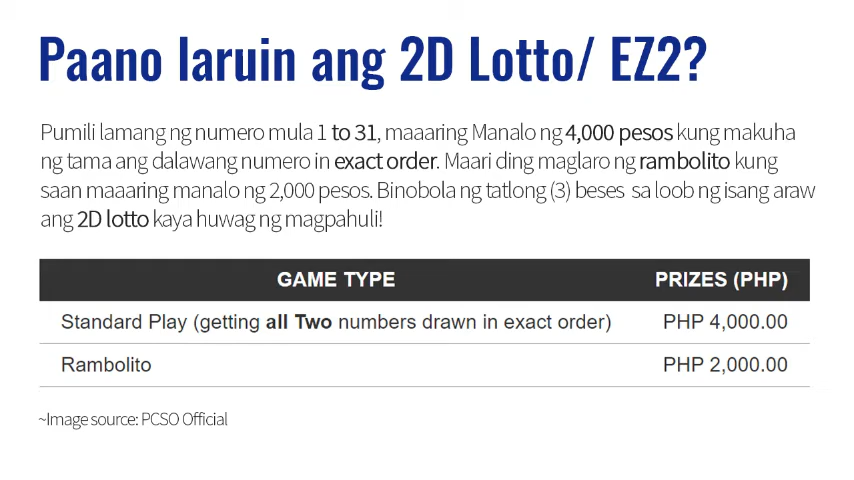 Paano laruin ang 2D Lotto/ EZ2?
Pumili lamang ng numero mula 1 to 31, maaaring Manalo ng 4,000 pesos kung makuha
ng tama ang dalawang numero in exact order. Maari ding maglaro ng rambolito kung
saan maaaring manalo ng 2,000 pesos. Binobola ng tatlong (3) beses sa loob ng isang araw
ang 2D lotto kaya huwag ng magpahuli!
GAME TYPE PRIZES (PHP)
Standard Play (getting all Two numbers drawn in exact order) PHP 4,000.00
Rambolito PHP 2,000.00
~Image source: PCSO Official